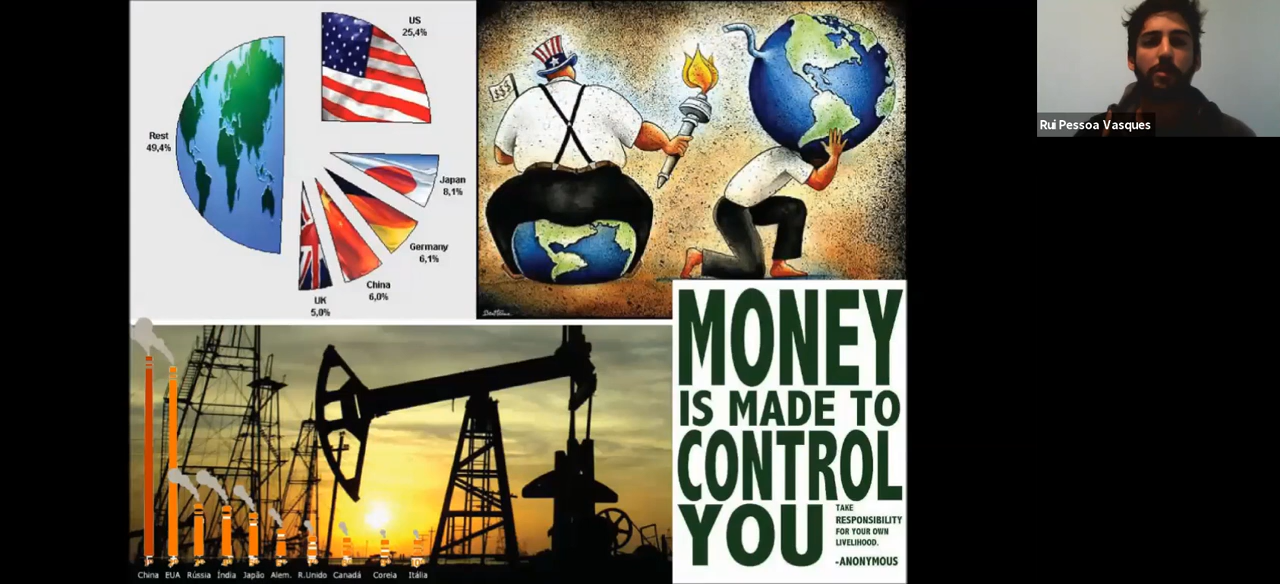 US
25,4%
Rest
49,4%
Japan
8,1%
Germany
6,1%
China
6,0%
UK
5,0%
Rui Pessoa Vasques
MONEY
IS MADE TO
CONTROL
YOU
TAKE
RESPONSIBILITY
FOR YOUR OWN
LIVELIHOOD.
-ANONYMOUS
China EUA Rússia Índia Japão Alem. R.Unido Canadá Coreia Itália